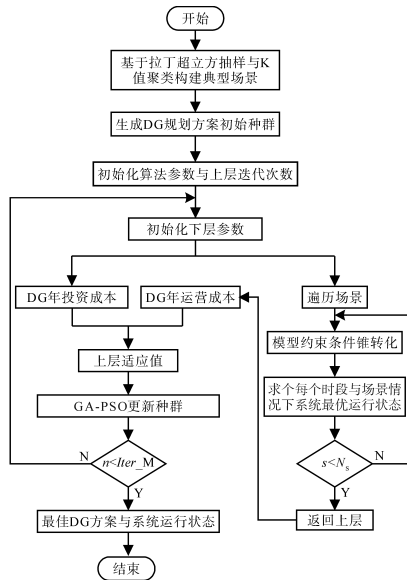 开始
基于拉丁超立方抽样与K
值聚类构建典型场景
生成DG规划方案初始种群
初始化算法参数与上层迭代次数
初始化下层参数
DG年投资成本
DG年运营成本
遍历场景
上层适应值
模型约束条件锥转化
GA-PSO更新种群
求个每个时段与场景情
况下系统最优运行状态
N
n<Iter_M
Y
s<Ns
N
Y
最佳DG方案与系统运行状态
返回上层
结束